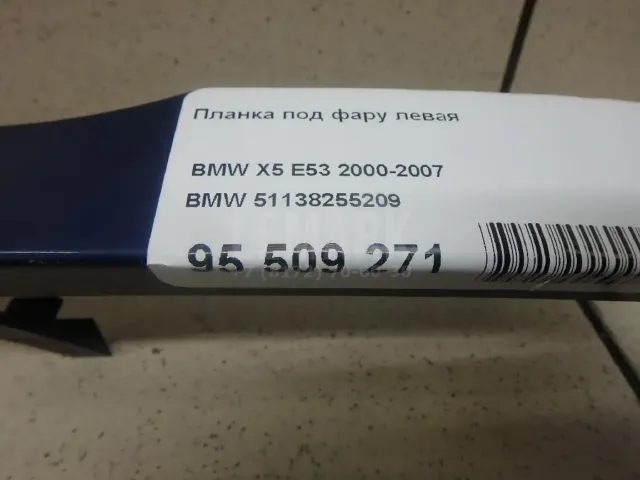 Планка под фару левая
BMW X5 E53 2000-2007
BMW 51138255209
95 509 271